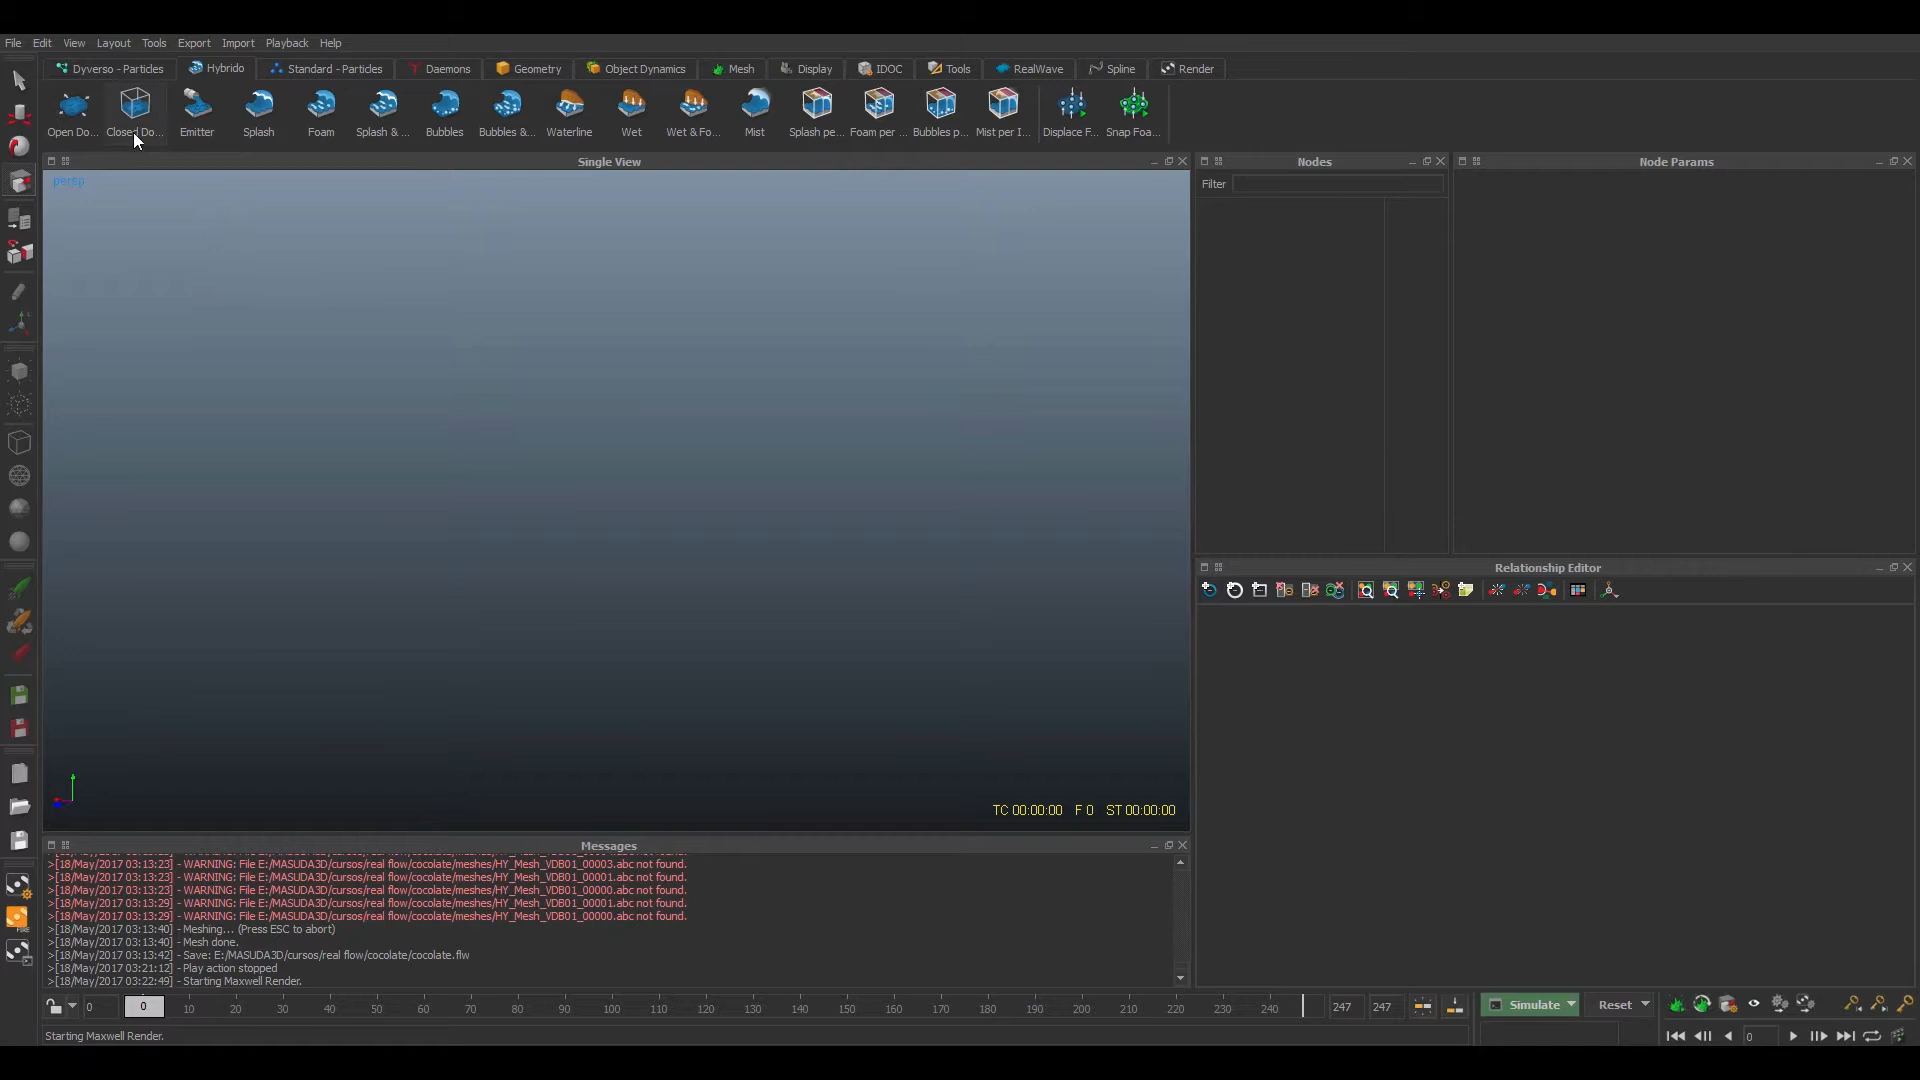 File Edit View Layout Tools Export Import Playback Help
Dyverso - Particles Hybrido Standard - Particles Daemons Geometry Object Dynamics Mesh Display IDOC Tools RealWave Spline Render
Open Do... Closed Do... Emitter Splash Foam Splash & ... Bubbles Bubbles &... Waterline Wet Wet & Fo... Mist Splash pe... Foam per ... Bubbles p... Mist per I... Displace F... Snap Foa...
Single View
Nodes
Node Params
persp
Filter
TC 00:00:00 F 0 ST 00:00:00
Relationship Editor
Messages
>[18/May/2017 03:13:23] - WARNING: File E:/MASUDA3D/cursos/real flow/cocolate/meshes/HY_Mesh_VDB01_00003.abc not found.
>[18/May/2017 03:13:23] - WARNING: File E:/MASUDA3D/cursos/real flow/cocolate/meshes/HY_Mesh_VDB01_00001.abc not found.
>[18/May/2017 03:13:23] - WARNING: File E:/MASUDA3D/cursos/real flow/cocolate/meshes/HY_Mesh_VDB01_00000.abc not found.
>[18/May/2017 03:13:29] - WARNING: File E:/MASUDA3D/cursos/real flow/cocolate/meshes/HY_Mesh_VDB01_00001.abc not found.
>[18/May/2017 03:13:29] - WARNING: File E:/MASUDA3D/cursos/real flow/cocolate/meshes/HY_Mesh_VDB01_00000.abc not found.
>[18/May/2017 03:13:40] - Meshing... (Press ESC to abort)
>[18/May/2017 03:13:40] - Mesh done.
>[18/May/2017 03:13:42] - Save: E:/MASUDA3D/cursos/real flow/cocolate/cocolate.flw
>[18/May/2017 03:21:12] - Play action stopped
>[18/May/2017 03:22:49] - Starting Maxwell Render.
0 0 10 20 30 40 50 60 70 80 90 100 110 120 130 140 150 160 170 180 190 200 210 220 230 240 247 247 Simulate Reset
Starting Maxwell Render.
0